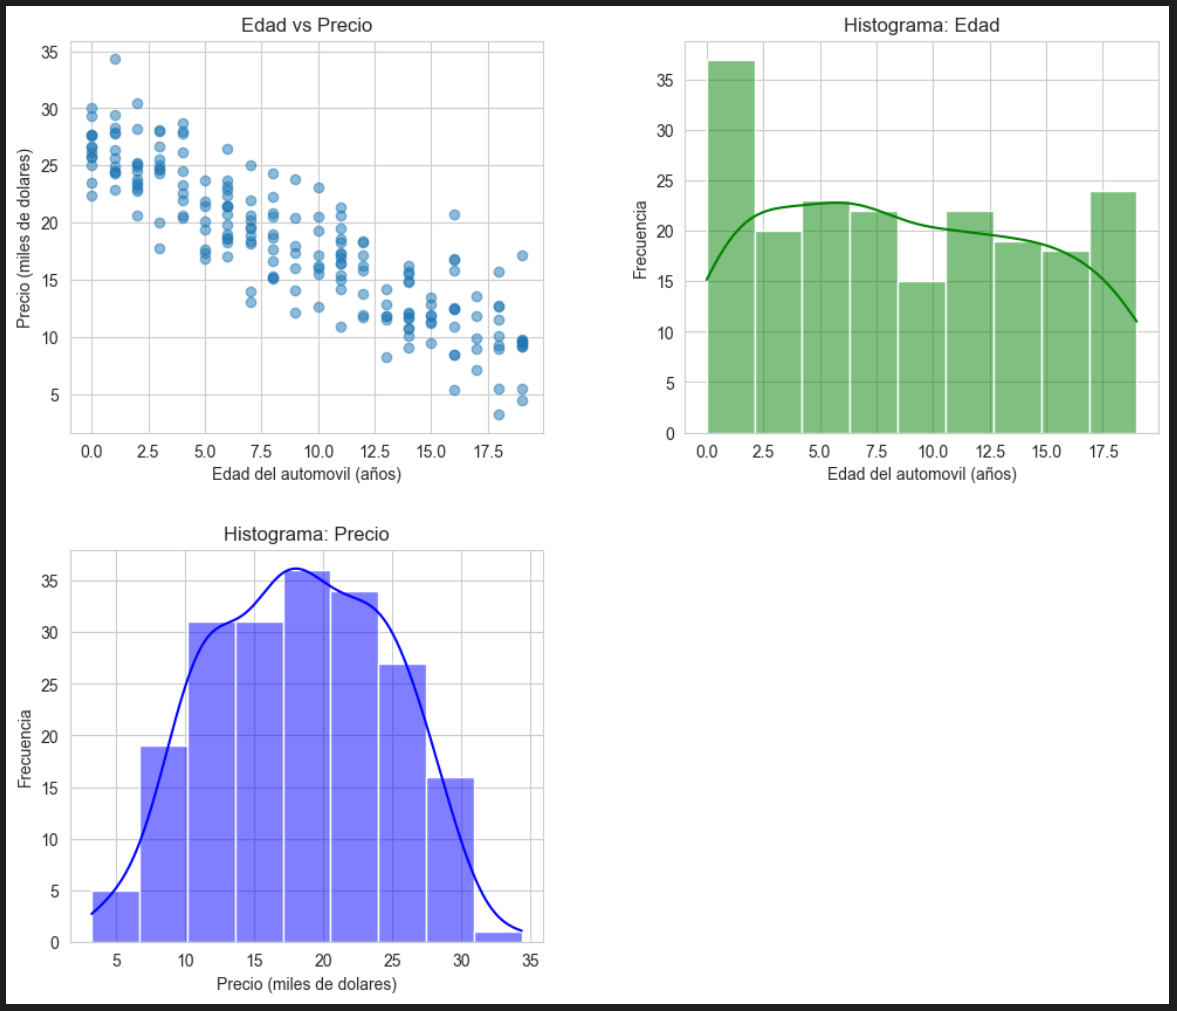 Edad vs Precio
Precio (miles de dolares)
35
30
25
20
15
10
5
0.0 2.5 5.0 7.5 10.0 12.5 15.0 17.5
Edad del automovil (años)
Histograma: Edad
Frecuencia
35
30
25
20
15
10
5
0
0.0 2.5 5.0 7.5 10.0 12.5 15.0 17.5
Edad del automovil (años)
Histograma: Precio
Frecuencia
35
30
25
20
15
10
5
0
5 10 15 20 25 30 35
Precio (miles de dolares)